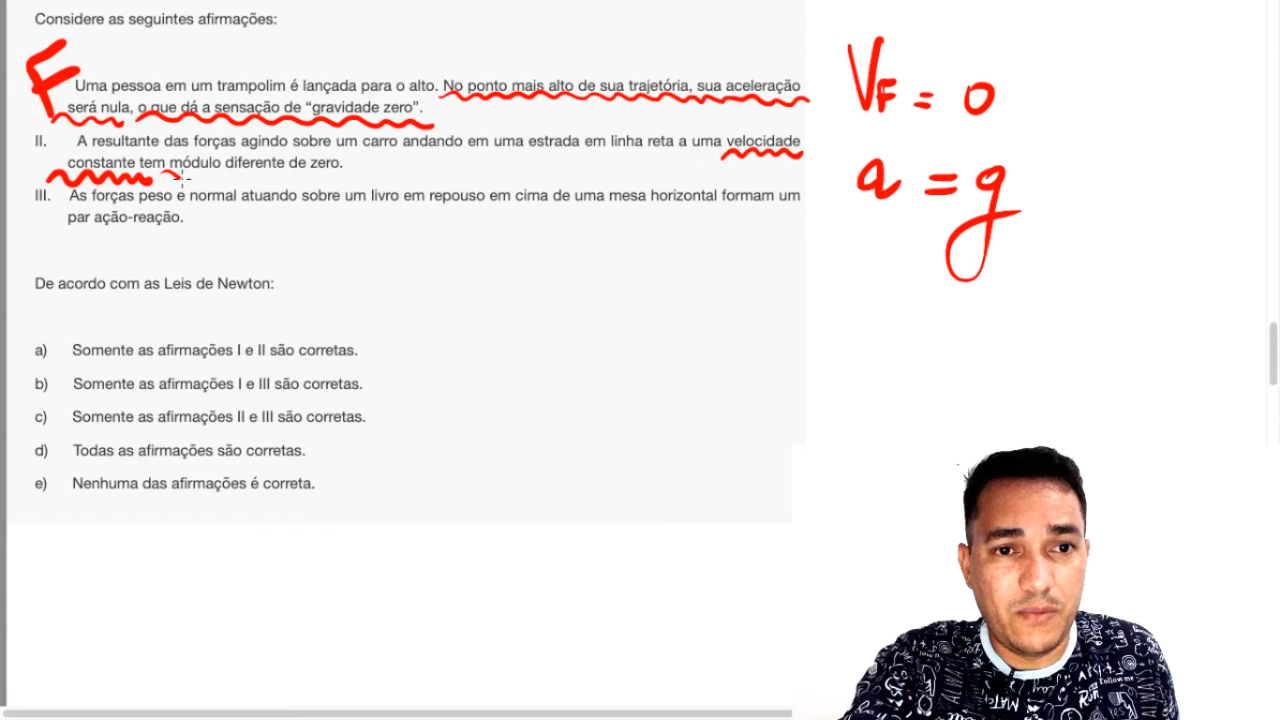 Considere as seguintes afirmações:
F Uma pessoa em um trampolim é lançada para o alto. No ponto mais alto de sua trajetória, sua aceleração
será nula, o que dá a sensação de “gravidade zero”.
II. A resultante das forças agindo sobre um carro andando em uma estrada em linha reta a uma velocidade
constante tem módulo diferente de zero.
III. As forças peso e normal atuando sobre um livro em repouso em cima de uma mesa horizontal formam um
par ação-reação.
De acordo com as Leis de Newton:
a) Somente as afirmações I e II são corretas.
b) Somente as afirmações I e III são corretas.
c) Somente as afirmações II e III são corretas.
d) Todas as afirmações são corretas.
e) Nenhuma das afirmações é correta.
VF = 0
a = g
Follow me
MATCH